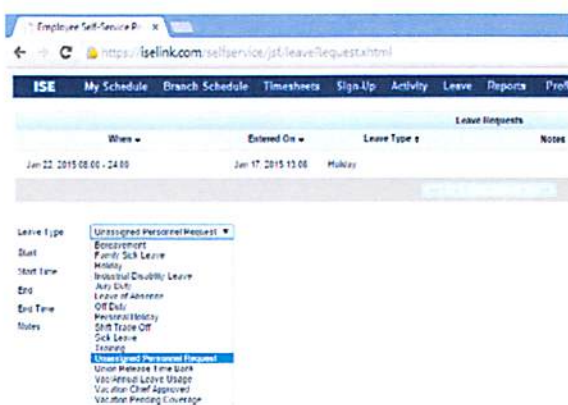 Employee Self-Service P
https://iselink.com/selfservice/jsf/leaveRequest.xhtml
ISE My Schedule Branch Schedule Timesheets Sign-Up Activity Leave Reports Profi
Leave Requests
When Entered On Leave Type Notes
Jan 22, 2015 08:00 - 24:00 Jan 17, 2015 13:08 Holiday
Leave Type Unassigned Personnel Request
Start
Start Time
End
End Time
Notes
Bereavement
Family Sick Leave
Holiday
Industrial Disability Leave
Jury Duty
Leave of Absence
Off Duty
Personal Holiday
Shift Trade Off
Sick Leave
Training
Unassigned Personnel Request
Union Release Time Bank
Vac/Annual Leave Usage
Vacation Chief Approved
Vacation Pending Coverage